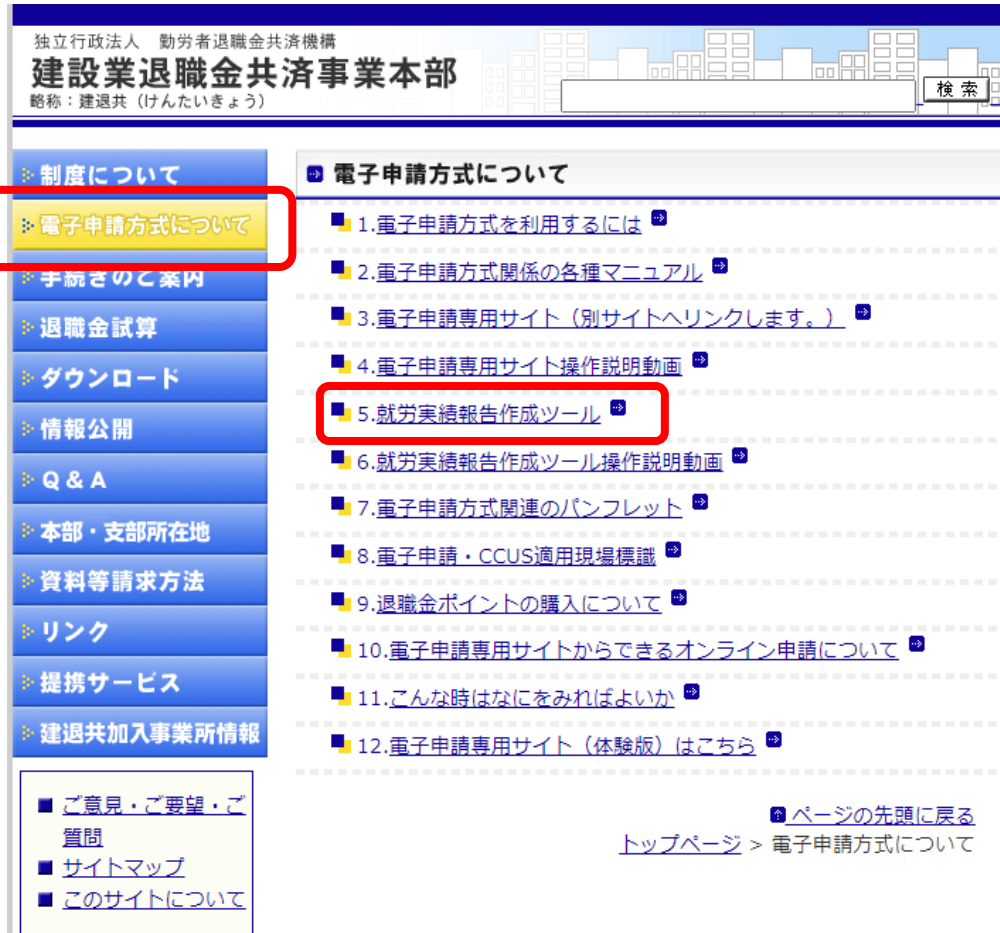 独立行政法人　勤労者退職金共済機構
建設業退職金共済事業本部
略称：建退共（けんたいきょう）
検索
制度について
電子申請方式について
手続きのご案内
退職金試算
ダウンロード
情報公開
Q & A
本部・支部所在地
資料等請求方法
リンク
提携サービス
建退共加入事業所情報
ご意見・ご要望・ご
質問
サイトマップ
このサイトについて
電子申請方式について
1.電子申請方式を利用するには
2.電子申請方式関係の各種マニュアル
3.電子申請専用サイト（別サイトへリンクします。）
4.電子申請専用サイト操作説明動画
5.就労実績報告作成ツール
6.就労実績報告作成ツール操作説明動画
7.電子申請方式関連のパンフレット
8.電子申請・CCUS適用現場標識
9.退職金ポイントの購入について
10.電子申請専用サイトからできるオンライン申請について
11.こんな時はなにをみればよいか
12.電子申請専用サイト（体験版）はこちら
ページの先頭に戻る
トップページ > 電子申請方式について